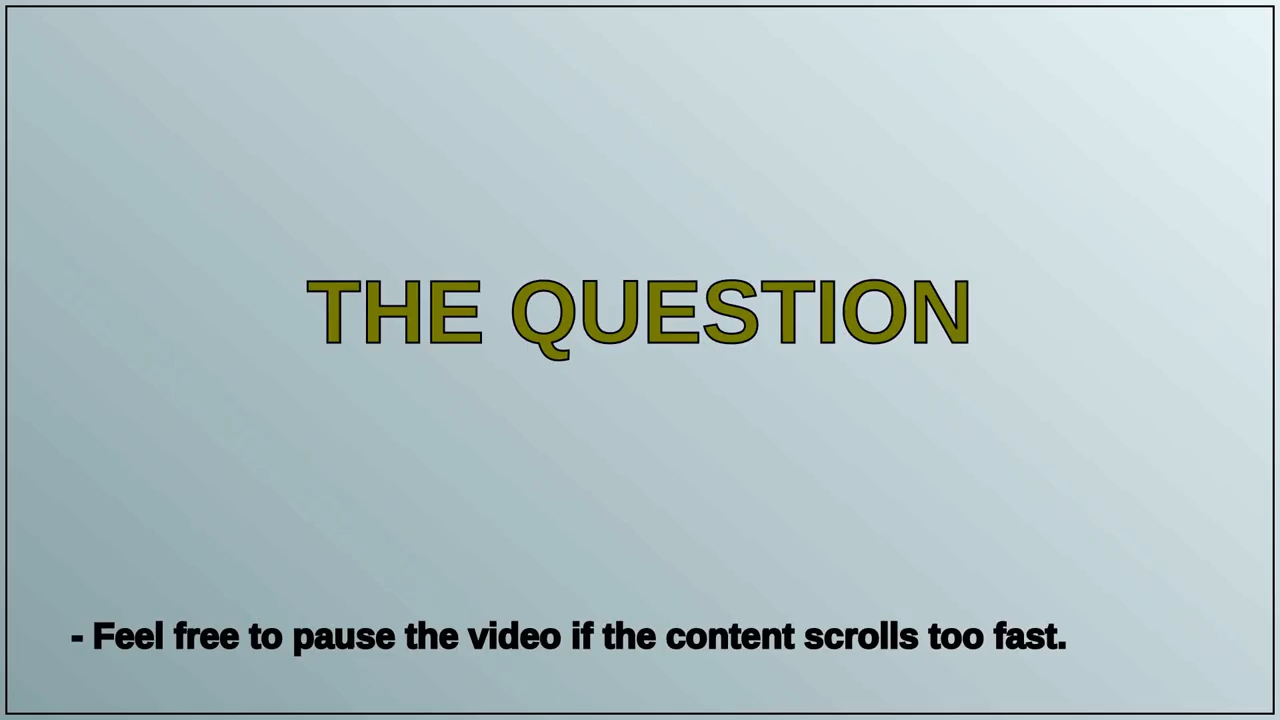 THE QUESTION
- Feel free to pause the video if the content scrolls too fast.